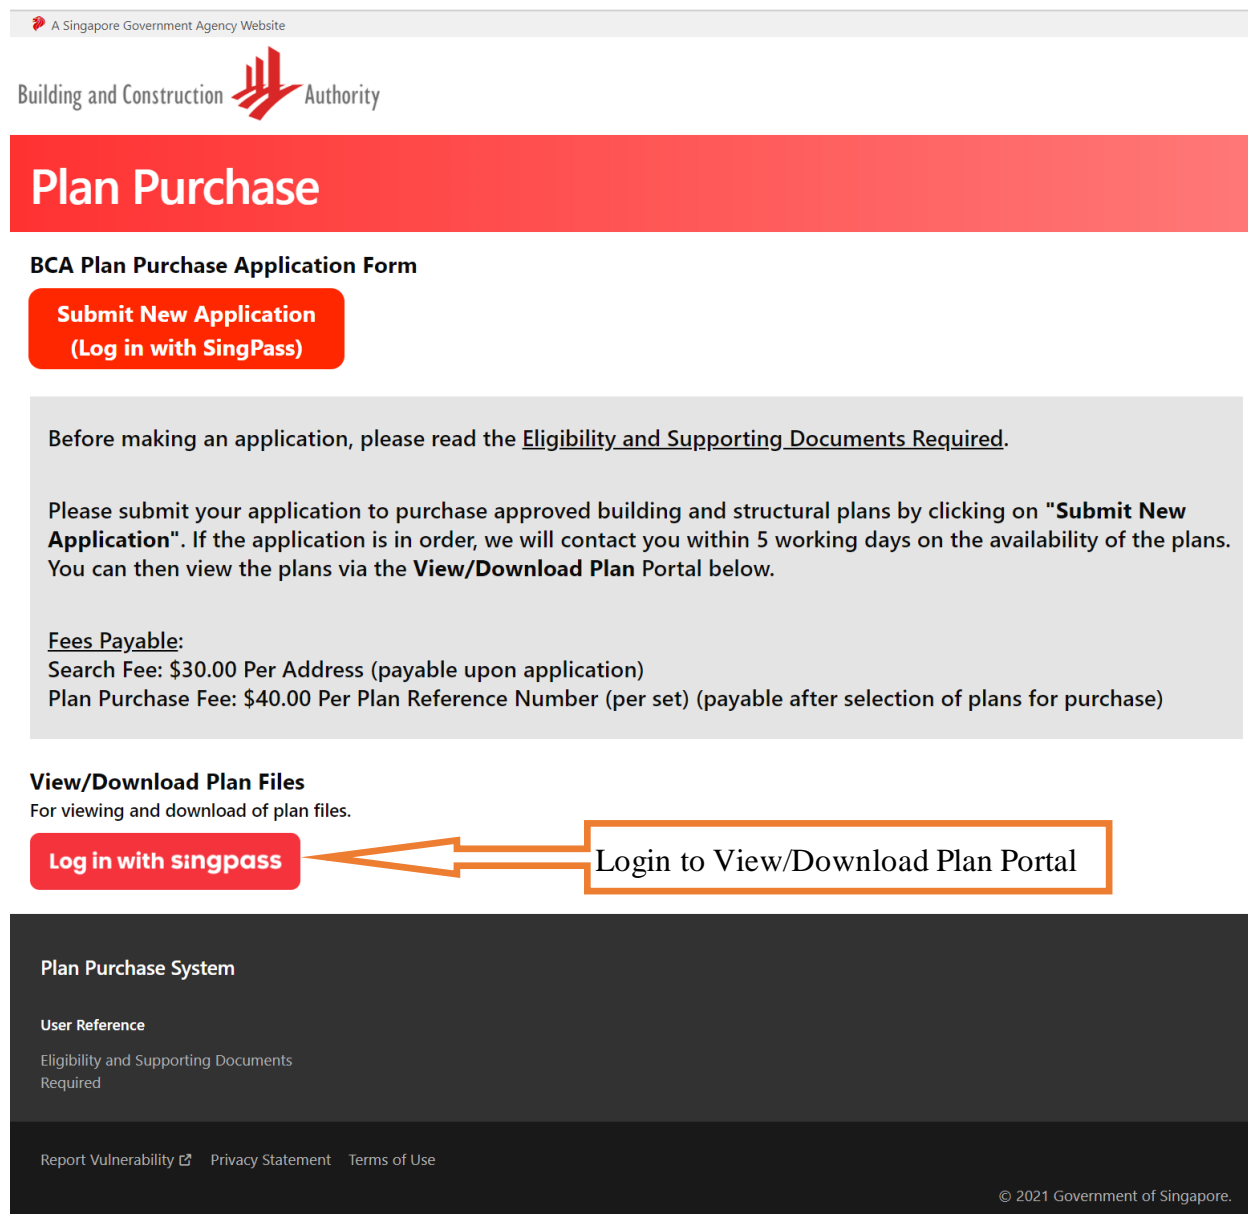 A Singapore Government Agency Website
Building and Construction Authority
Plan Purchase
BCA Plan Purchase Application Form
Submit New Application
(Log in with SingPass)
Before making an application, please read the Eligibility and Supporting Documents Required.
Please submit your application to purchase approved building and structural plans by clicking on "Submit New
Application". If the application is in order, we will contact you within 5 working days on the availability of the plans.
You can then view the plans via the View/Download Plan Portal below.
Fees Payable:
Search Fee: $30.00 Per Address (payable upon application)
Plan Purchase Fee: $40.00 Per Plan Reference Number (per set) (payable after selection of plans for purchase)
View/Download Plan Files
For viewing and download of plan files.
Log in with singpass
Login to View/Download Plan Portal
Plan Purchase System
User Reference
Eligibility and Supporting Documents
Required
Report Vulnerability Privacy Statement Terms of Use
© 2021 Government of Singapore.